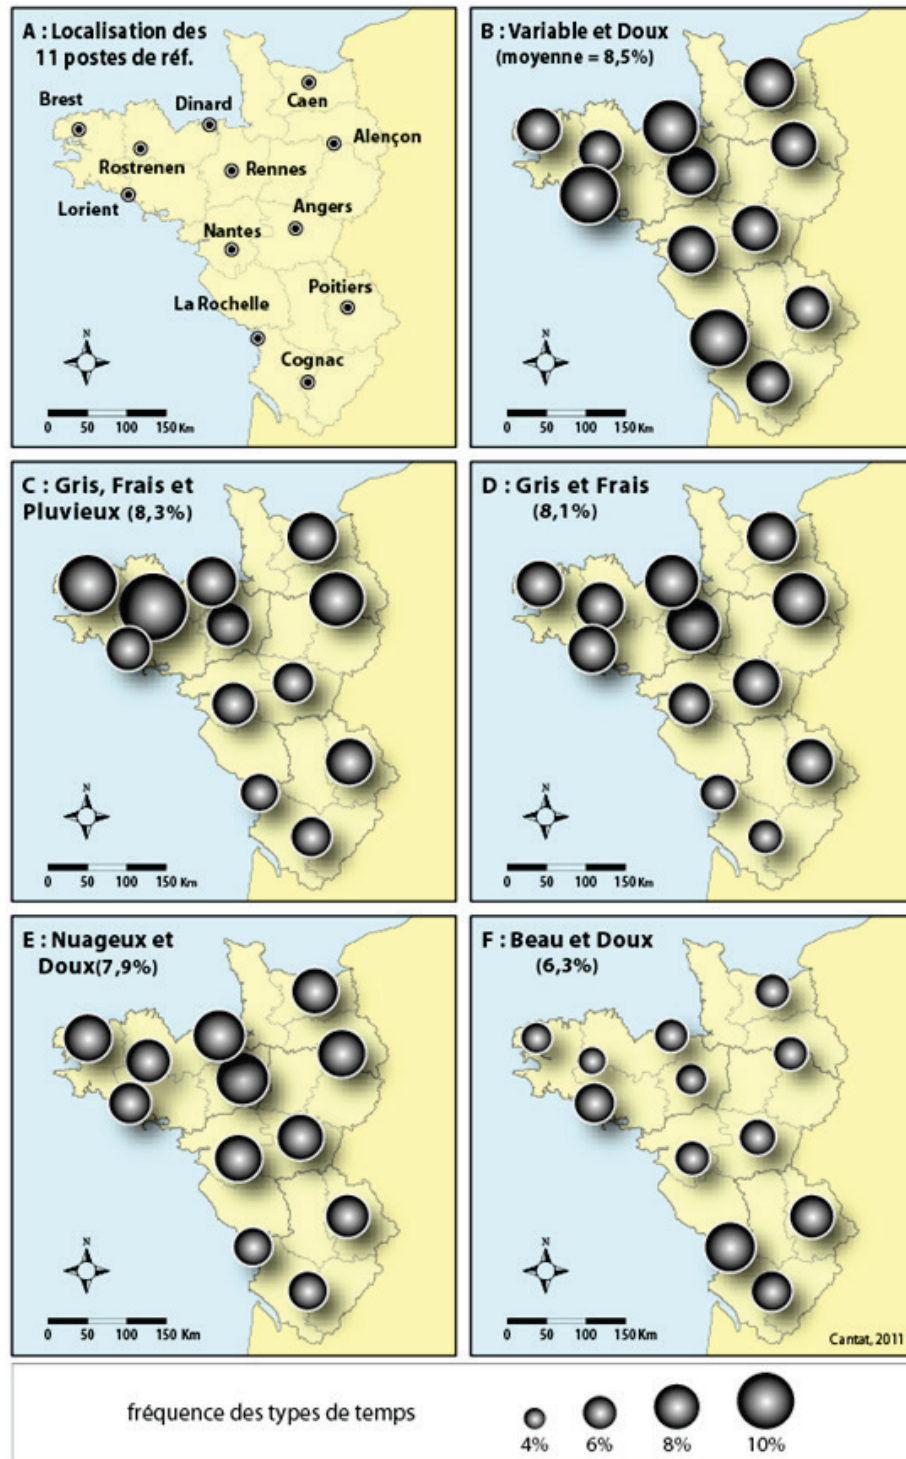 A : Localisation des
11 postes de réf.
Brest
Dinard
Caen
Alençon
Rostrenen
Rennes
Lorient
Angers
Nantes
Poitiers
La Rochelle
Cognac
N
0 50 100 150 Km
B : Variable et Doux
(moyenne = 8,5%)
N
0 50 100 150 Km
C : Gris, Frais et
Pluvieux (8,3%)
N
0 50 100 150 Km
D : Gris et Frais
(8,1%)
N
0 50 100 150 Km
E : Nuageux et
Doux(7,9%)
N
0 50 100 150 Km
F : Beau et Doux
(6,3%)
N
0 50 100 150 Km
Cantat, 2011
fréquence des types de temps
4% 6% 8% 10%